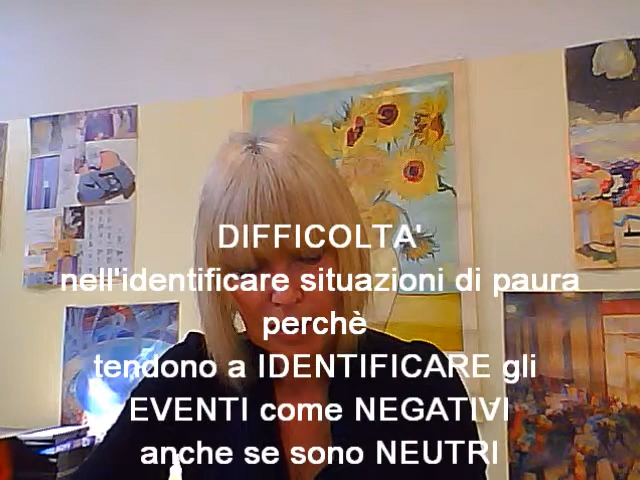 DIFFICOLTA'
nell'identificare situazioni di paura
perchè
tendono a IDENTIFICARE gli
EVENTI come NEGATIVI
anche se sono NEUTRI